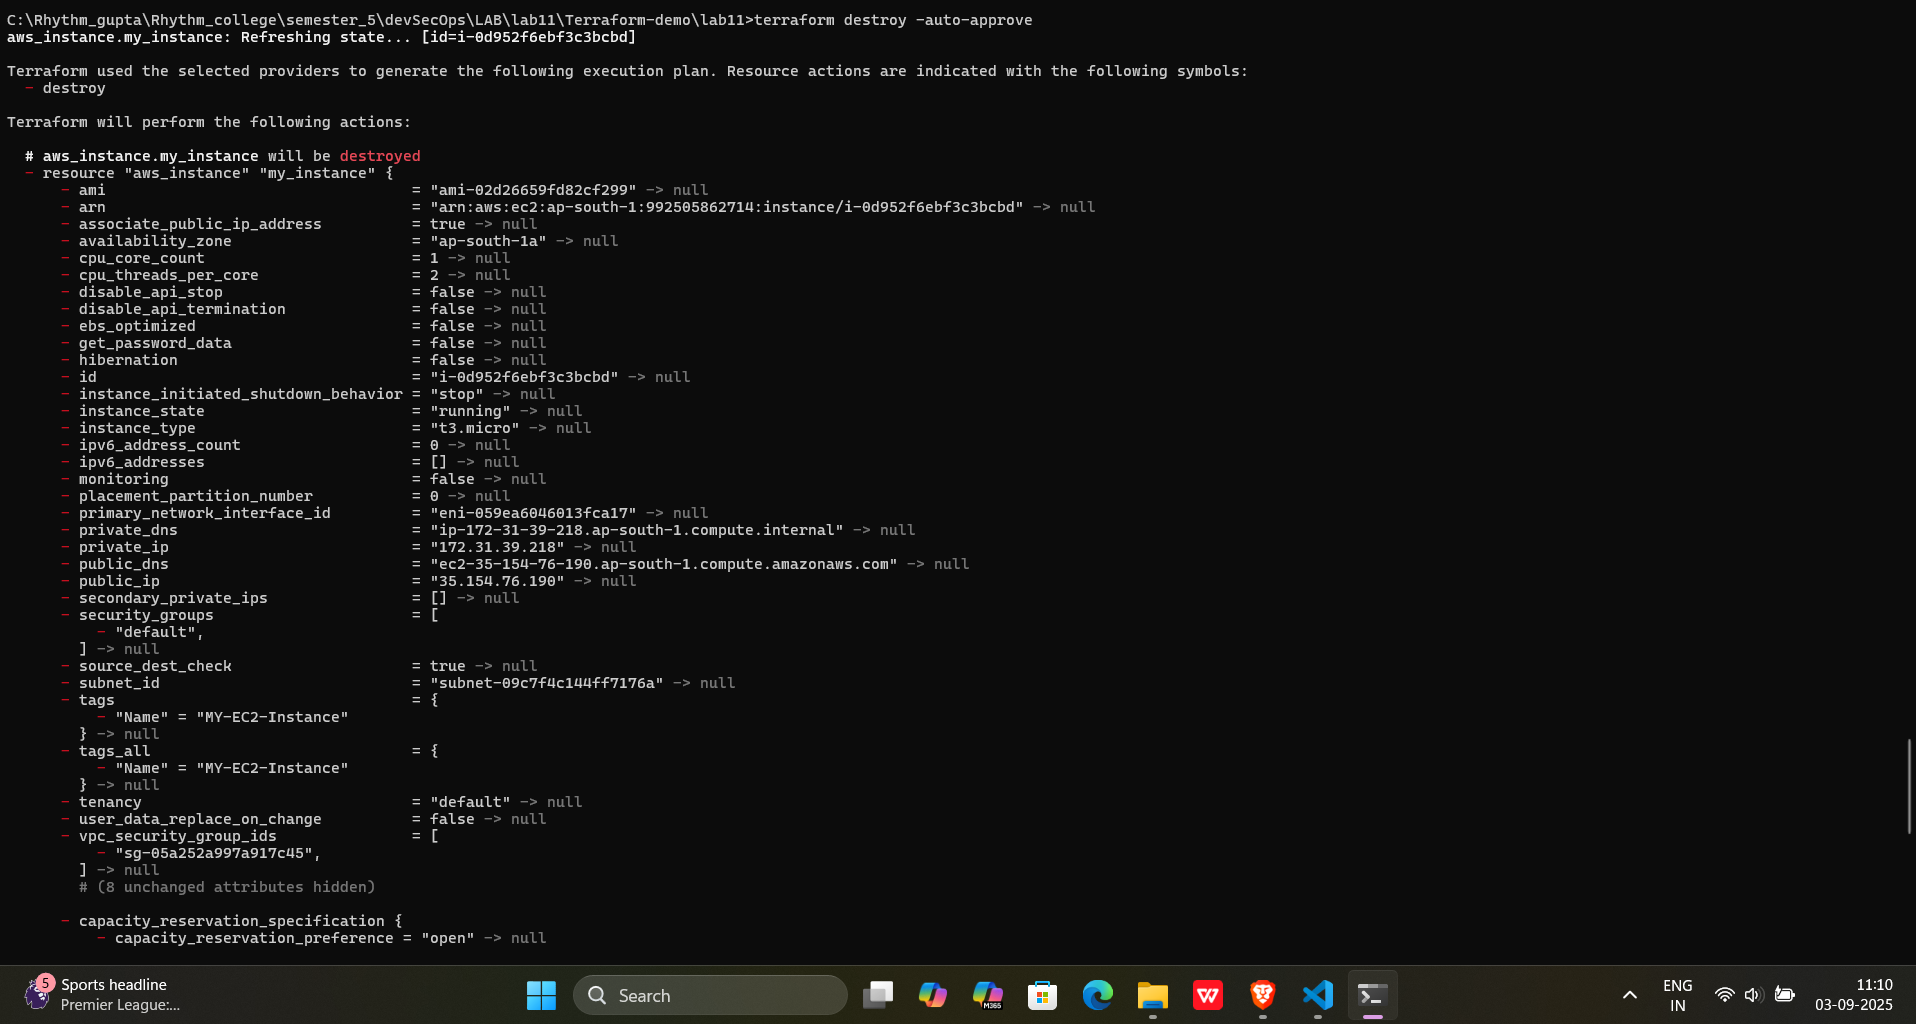 C:\Rhythm_gupta\Rhythm_college\semester_5\devSecOps\LAB\lab11\Terraform-demo\lab11>terraform destroy -auto-approve
aws_instance.my_instance: Refreshing state... [id=i-0d952f6ebf3c3bcbd]
Terraform used the selected providers to generate the following execution plan. Resource actions are indicated with the following symbols:
- destroy
Terraform will perform the following actions:
# aws_instance.my_instance will be destroyed
- resource "aws_instance" "my_instance" {
- ami = "ami-02d26659fd82cf299" -> null
- arn = "arn:aws:ec2:ap-south-1:992505862714:instance/i-0d952f6ebf3c3bcbd" -> null
- associate_public_ip_address = true -> null
- availability_zone = "ap-south-1a" -> null
- cpu_core_count = 1 -> null
- cpu_threads_per_core = 2 -> null
- disable_api_stop = false -> null
- disable_api_termination = false -> null
- ebs_optimized = false -> null
- get_password_data = false -> null
- hibernation = false -> null
- id = "i-0d952f6ebf3c3bcbd" -> null
- instance_initiated_shutdown_behavior = "stop" -> null
- instance_state = "running" -> null
- instance_type = "t3.micro" -> null
- ipv6_address_count = 0 -> null
- ipv6_addresses = [] -> null
- monitoring = false -> null
- placement_partition_number = 0 -> null
- primary_network_interface_id = "eni-059ea6046013fca17" -> null
- private_dns = "ip-172-31-39-218.ap-south-1.compute.internal" -> null
- private_ip = "172.31.39.218" -> null
- public_dns = "ec2-35-154-76-190.ap-south-1.compute.amazonaws.com" -> null
- public_ip = "35.154.76.190" -> null
- secondary_private_ips = [] -> null
- security_groups = [
- "default",
] -> null
- source_dest_check = true -> null
- subnet_id = "subnet-09c7f4c144ff7176a" -> null
- tags = {
- "Name" = "MY-EC2-Instance"
} -> null
- tags_all = {
- "Name" = "MY-EC2-Instance"
} -> null
- tenancy = "default" -> null
- user_data_replace_on_change = false -> null
- vpc_security_group_ids = [
- "sg-05a252a997a917c45",
] -> null
# (8 unchanged attributes hidden)
- capacity_reservation_specification {
- capacity_reservation_preference = "open" -> null
5
Sports headline
Premier League:...
Search
M365
W
ENG
IN
11:10
03-09-2025